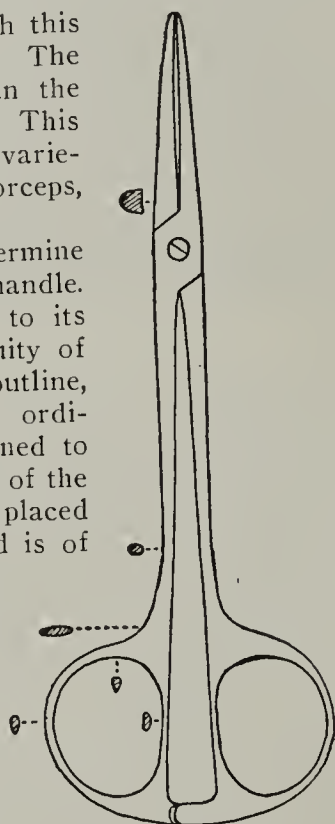 h this
The
n the
This
varie-
orceps,
ermine
handle.
to its
uity of
outline,
ordi-
ned to
of the
placed
d is of